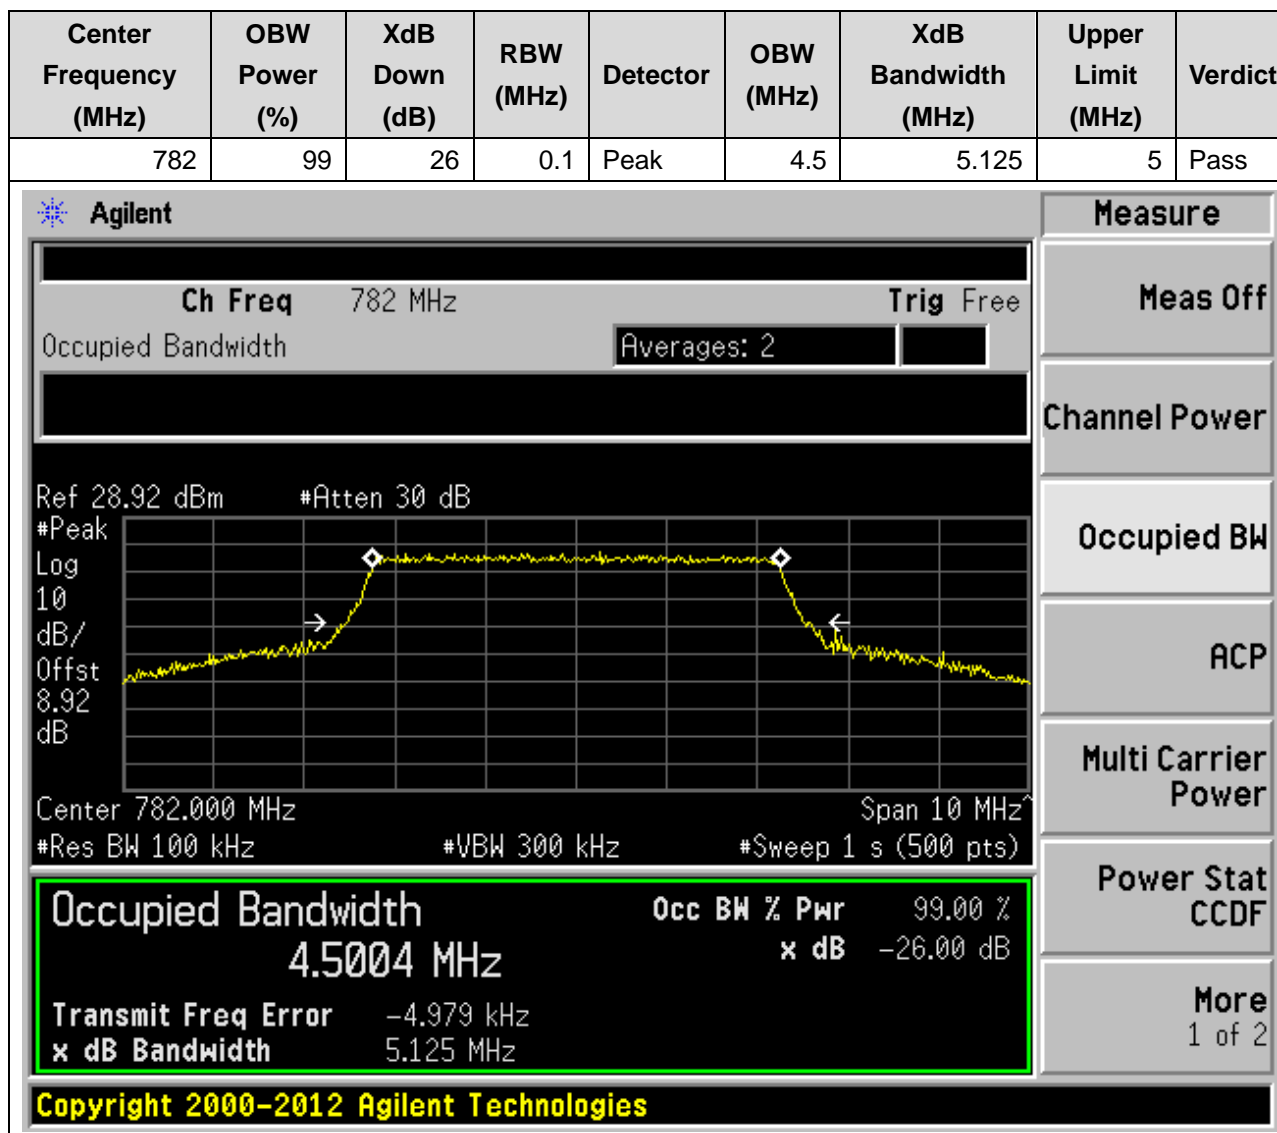 Center Frequency (MHz) OBW Power (%) XdB Down (dB) RBW (MHz) Detector OBW (MHz) XdB Bandwidth (MHz) Upper Limit (MHz) Verdict
782 99 26 0.1 Peak 4.5 5.125 5 Pass
Agilent
Measure
Ch Freq 782 MHz Trig Free
Meas Off
Occupied Bandwidth Averages: 2
Channel Power
Ref 28.92 dBm #Atten 30 dB
#Peak
Log
10
dB/
Offst
8.92
dB
Occupied BW
ACP
Multi Carrier
Power
Center 782.000 MHz Span 10 MHz^
#Res BW 100 kHz #VBW 300 kHz #Sweep 1 s (500 pts)
Power Stat
CCDF
Occupied Bandwidth Occ BW % Pwr 99.00 %
4.5004 MHz x dB -26.00 dB
Transmit Freq Error -4.979 kHz
x dB Bandwidth 5.125 MHz
More
1 of 2
Copyright 2000-2012 Agilent Technologies